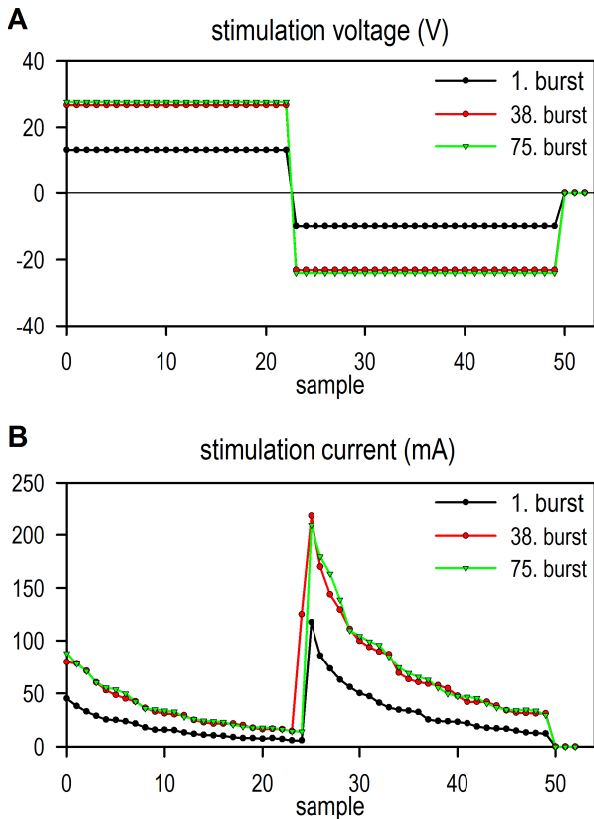 A
stimulation voltage (V)
40
20
0
-20
-40
1. burst
38. burst
75. burst
0 10 20 30 40 50
sample
B
stimulation current (mA)
250
200
150
100
50
0
1. burst
38. burst
75. burst
0 10 20 30 40 50
sample